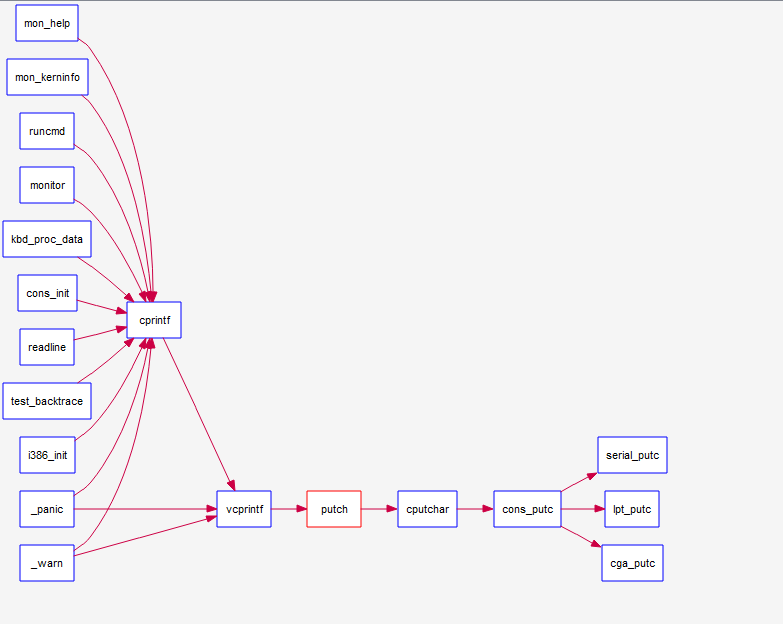 mon_help
mon_kerninfo
runcmd
monitor
kbd_proc_data
cons_init
cprintf
readline
test_backtrace
i386_init
serial_putc
_panic
vcprintf
putch
cputchar
cons_putc
lpt_putc
_warn
cga_putc